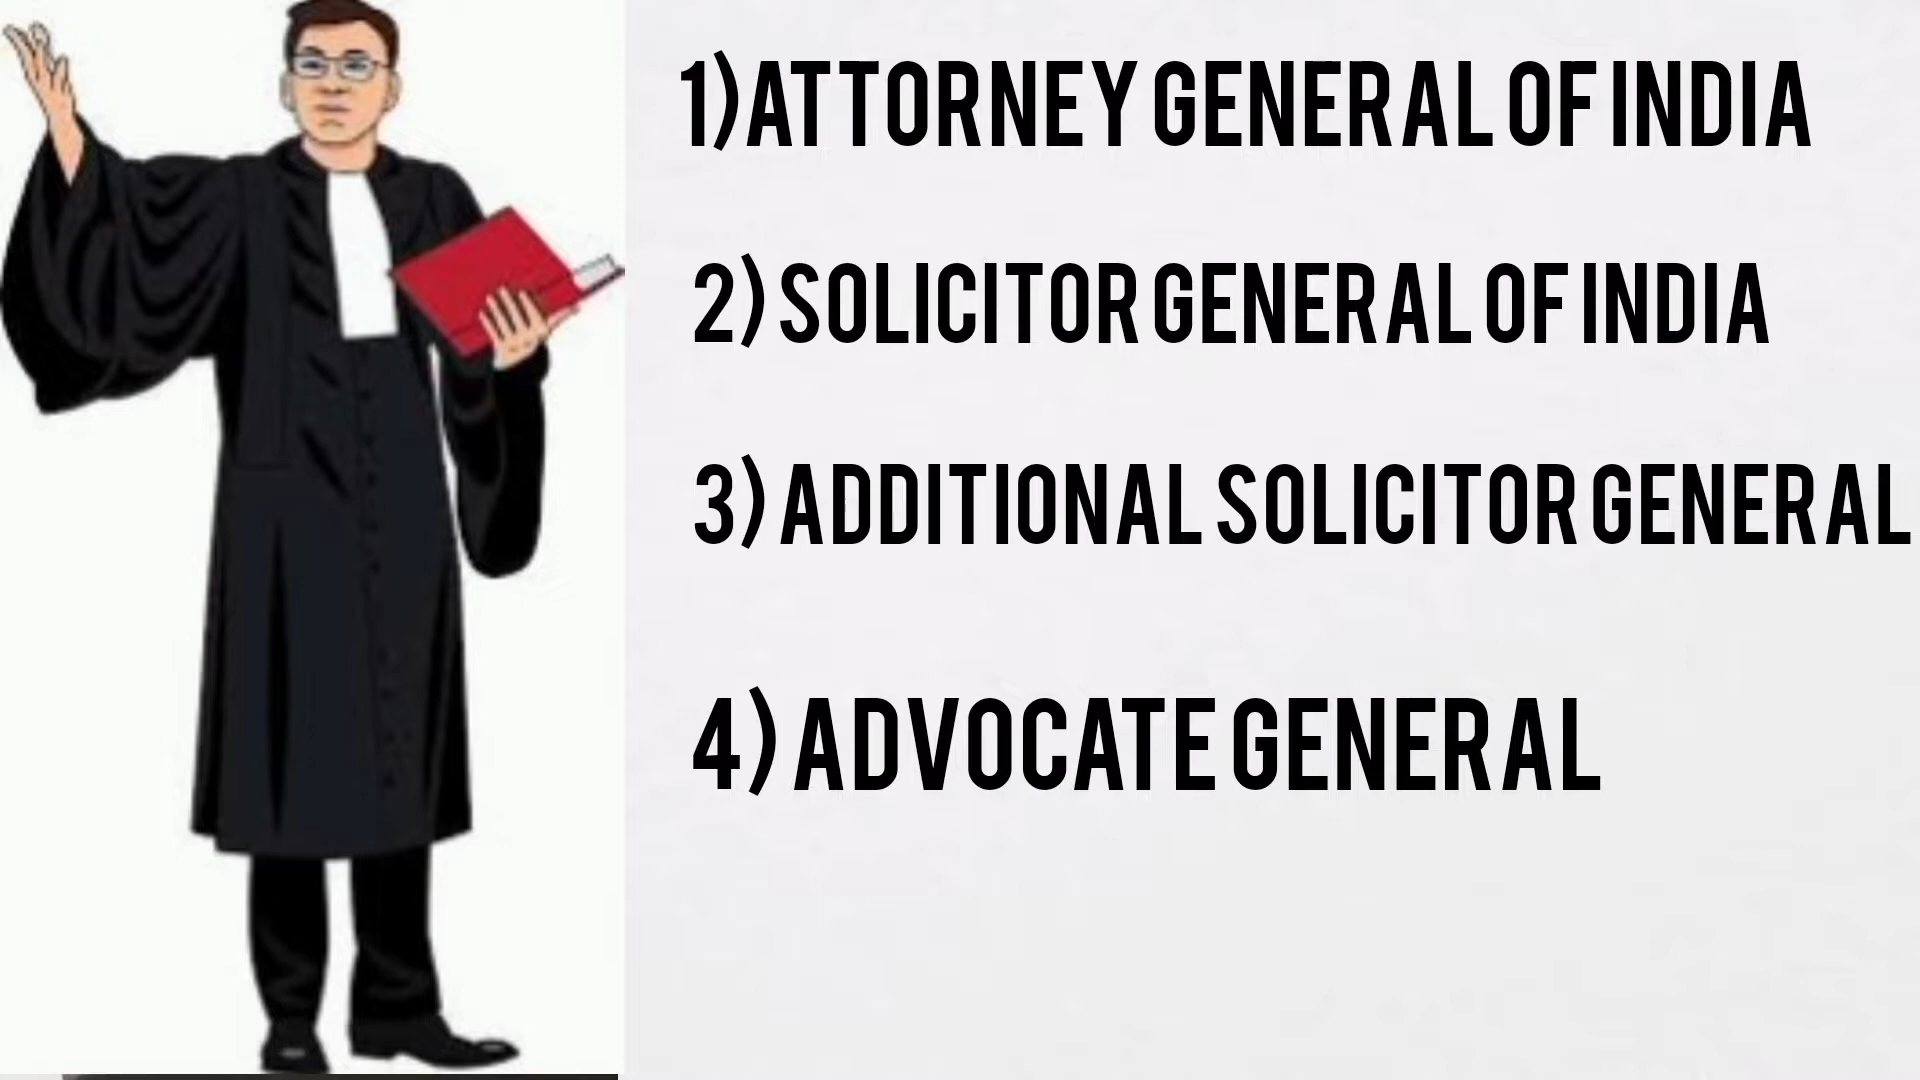 1)ATTORNEY GENERAL OF INDIA
2) SOLICITOR GENERAL OF INDIA
3) ADDITIONAL SOLICITOR GENERAL
4) ADVOCATE GENERAL